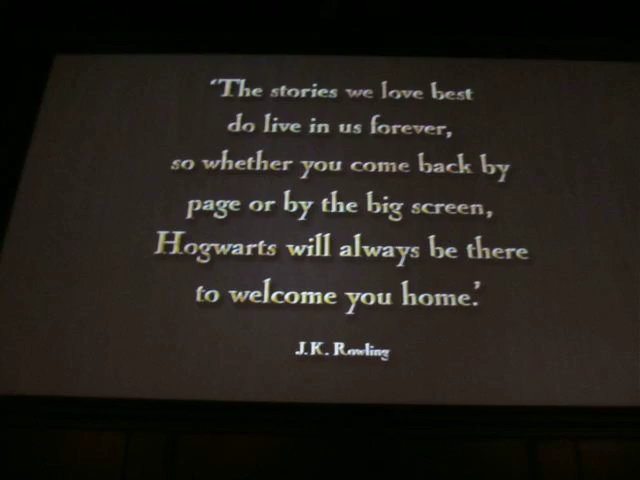 ‘The stories we love best
do live in us forever,
so whether you come back by
page or by the big screen,
Hogwarts will always be there
to welcome you home.’
J.K. Rowling